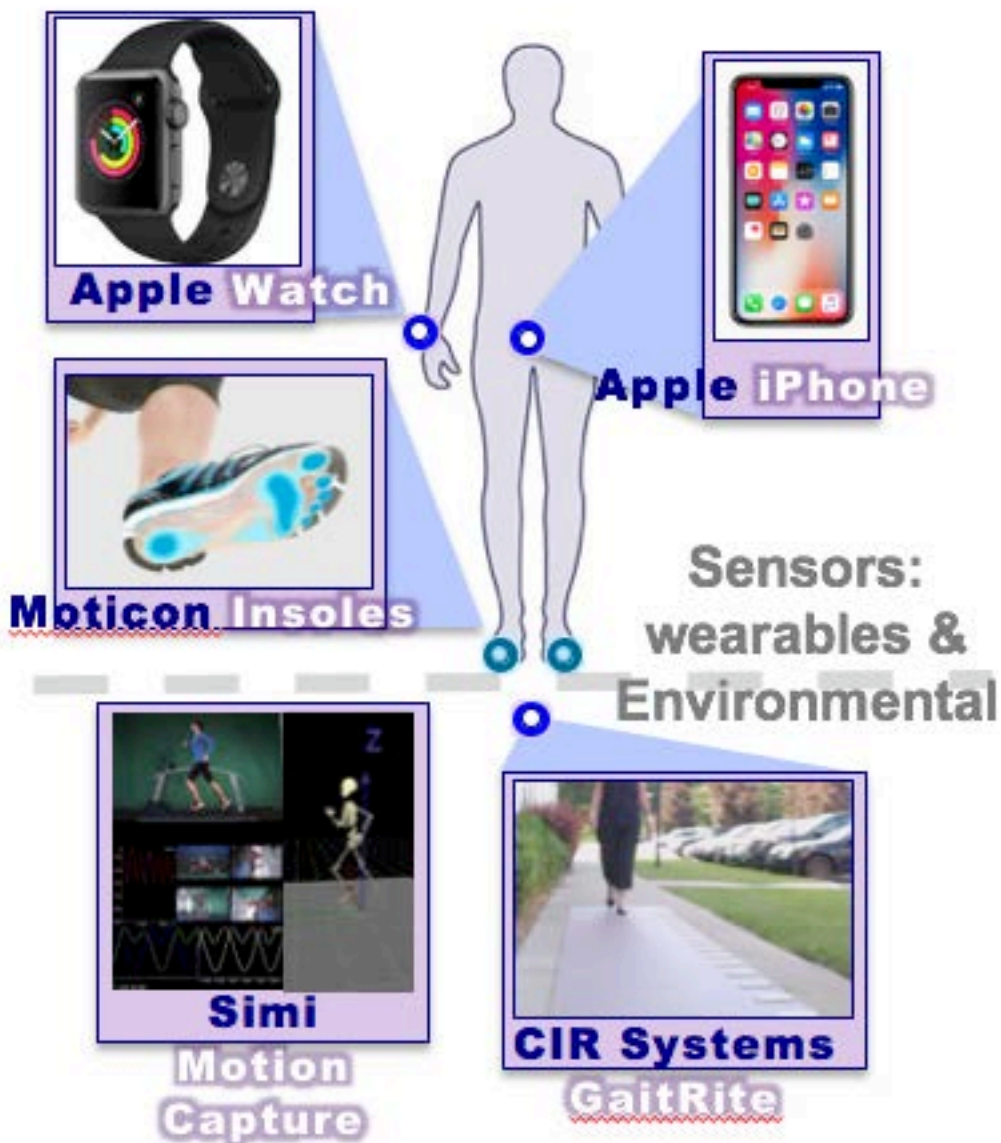 Apple Watch
Apple iPhone
Moticon Insoles
Sensors:
wearables &
Environmental
Z
Simi
Motion
Capture
CIR Systems
GaitRite